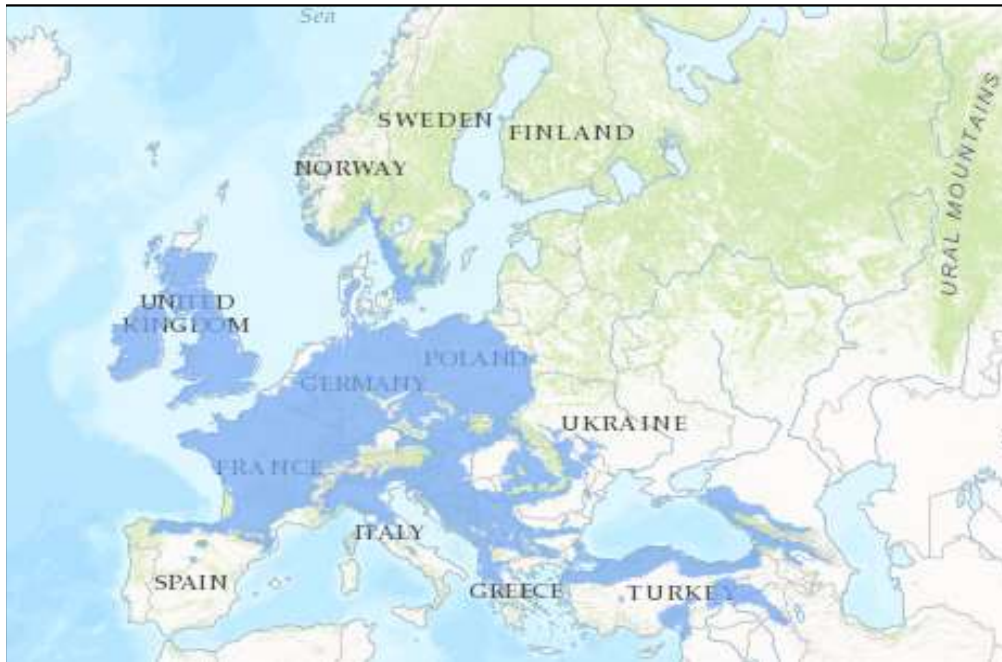 Sea
SWEDEN
FINLAND
NORWAY
URAL MOUNTAINS
UNITED
KINGDOM
POLAND
GERMANY
UKRAINE
FRANCE
ITALY
SPAIN
GREECE
TURKEY